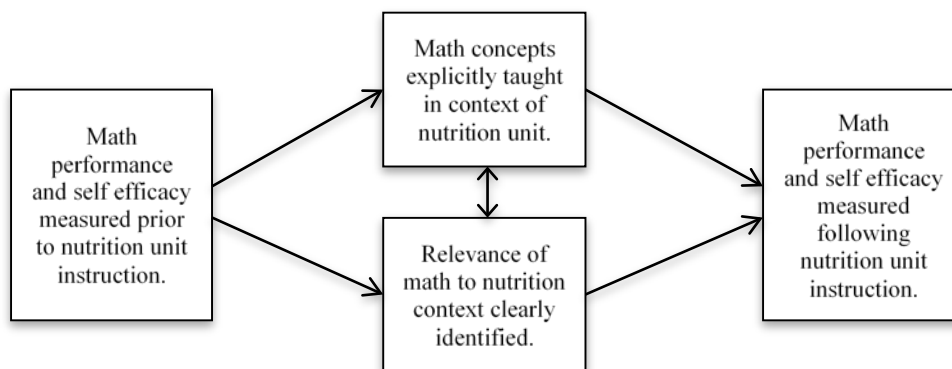 Math
performance
and self efficacy
measured prior
to nutrition unit
instruction.
Math concepts
explicitly taught
in context of
nutrition unit.
Relevance of
math to nutrition
context clearly
identified.
Math
performance
and self efficacy
measured
following
nutrition unit
instruction.